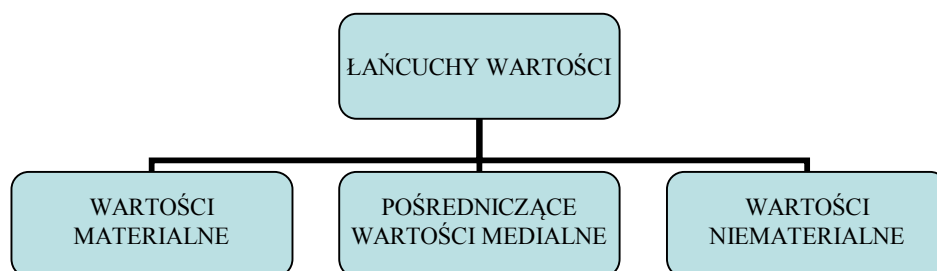 ŁAŃCUCHY WARTOŚCI
WARTOŚCI
MATERIALNE
POŚREDNICZĄCE
WARTOŚCI MEDIALNE
WARTOŚCI
NIEMATERIALNE